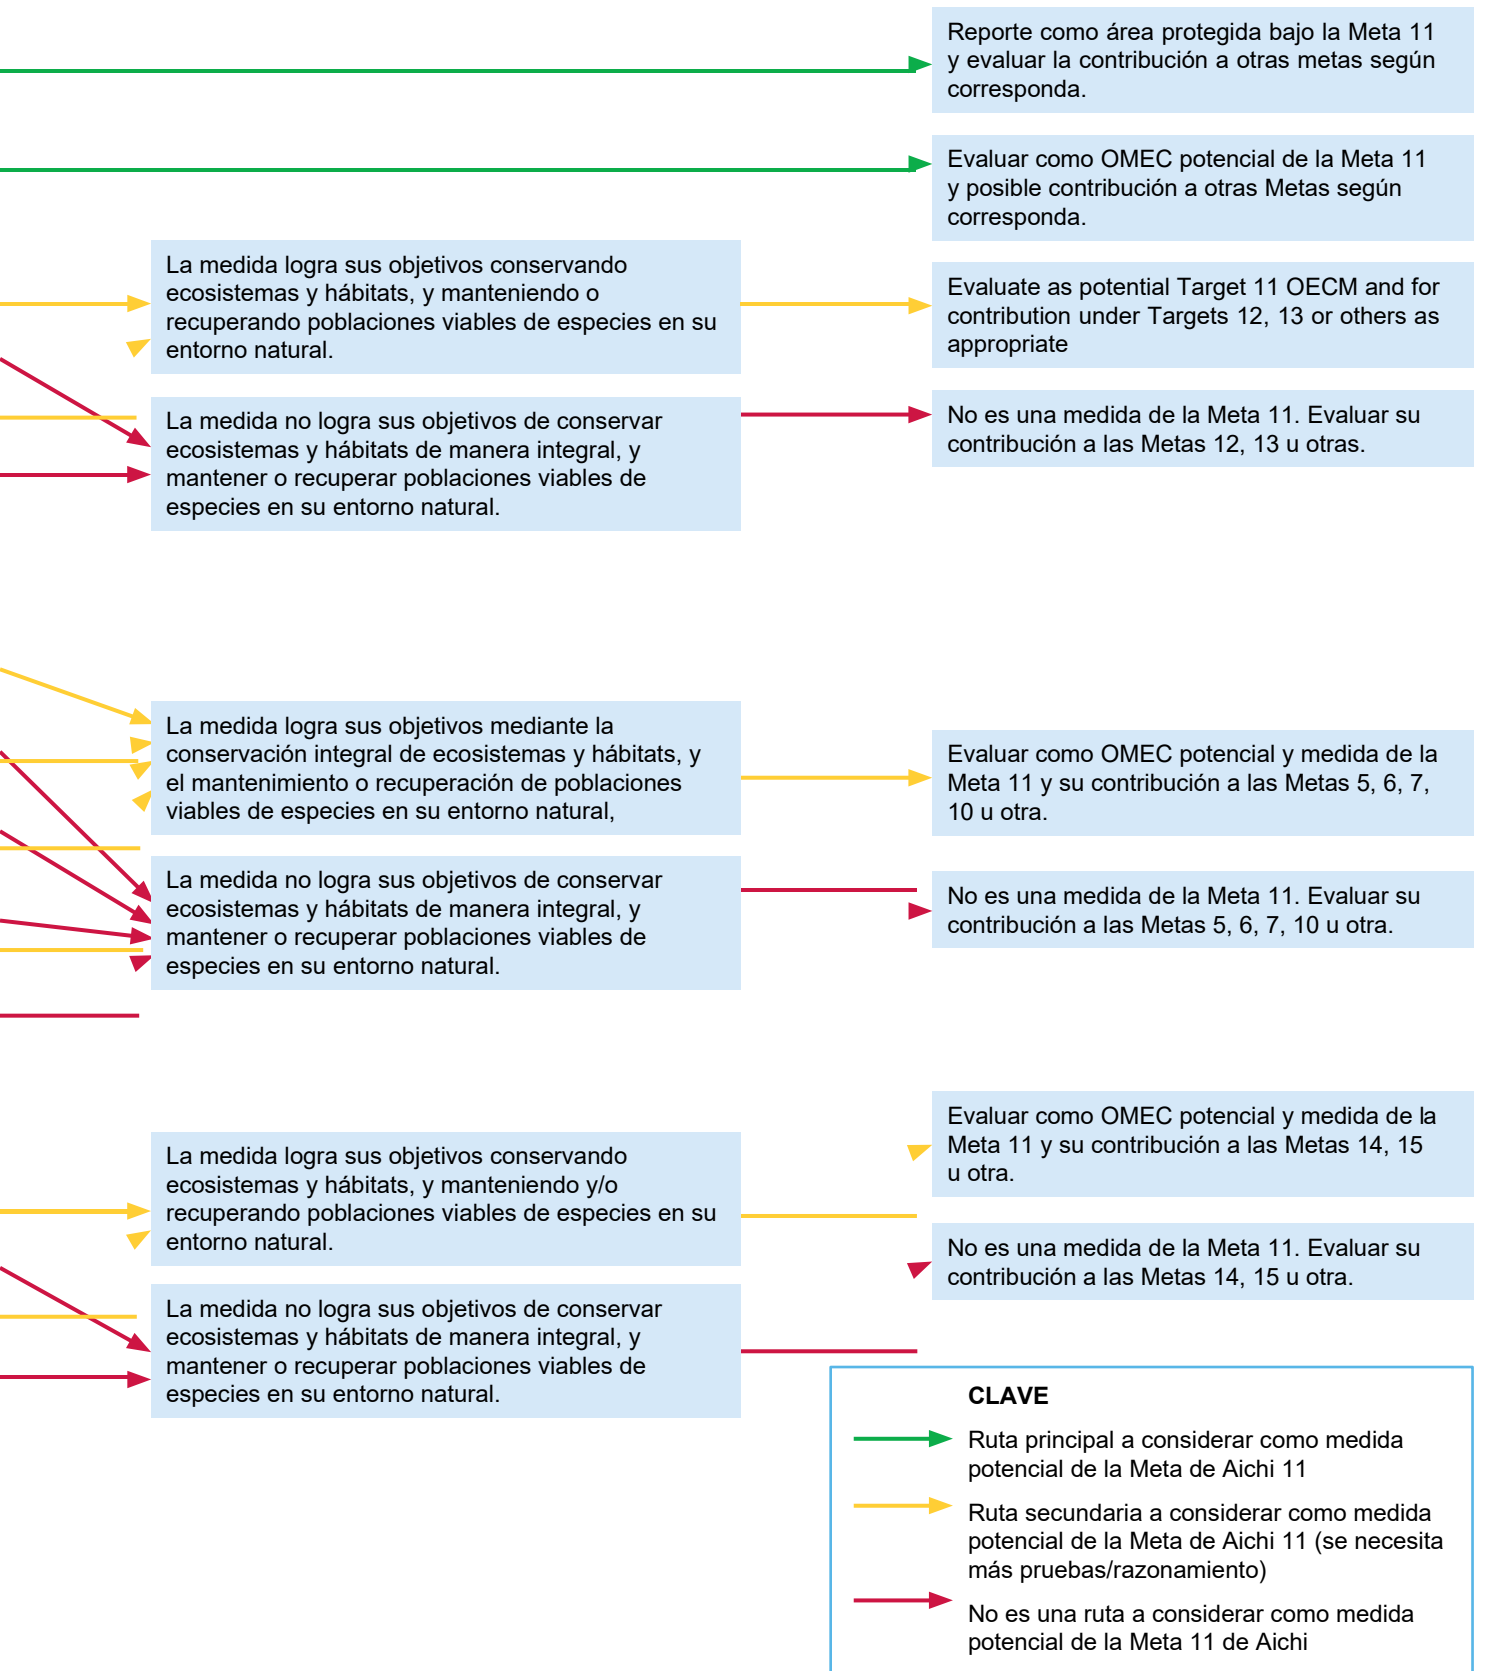 Reporte como área protegida bajo la Meta 11
y evaluar la contribución a otras metas según
corresponda.
Evaluar como OMEC potencial de la Meta 11
y posible contribución a otras Metas según
corresponda.
La medida logra sus objetivos conservando
ecosistemas y hábitats, y manteniendo o
recuperando poblaciones viables de especies en su
entorno natural.
Evaluate as potential Target 11 OECM and for
contribution under Targets 12, 13 or others as
appropriate
La medida no logra sus objetivos de conservar
ecosistemas y hábitats de manera integral, y
mantener o recuperar poblaciones viables de
especies en su entorno natural.
No es una medida de la Meta 11. Evaluar su
contribución a las Metas 12, 13 u otras.
La medida logra sus objetivos mediante la
conservación integral de ecosistemas y hábitats, y
el mantenimiento o recuperación de poblaciones
viables de especies en su entorno natural,
Evaluar como OMEC potencial y medida de la
Meta 11 y su contribución a las Metas 5, 6, 7,
10 u otra.
La medida no logra sus objetivos de conservar
ecosistemas y hábitats de manera integral, y
mantener o recuperar poblaciones viables de
especies en su entorno natural.
No es una medida de la Meta 11. Evaluar su
contribución a las Metas 5, 6, 7, 10 u otra.
La medida logra sus objetivos conservando
ecosistemas y hábitats, y manteniendo y/o
recuperando poblaciones viables de especies en su
entorno natural.
Evaluar como OMEC potencial y medida de la
Meta 11 y su contribución a las Metas 14, 15
u otra.
La medida no logra sus objetivos de conservar
ecosistemas y hábitats de manera integral, y
mantener o recuperar poblaciones viables de
especies en su entorno natural.
No es una medida de la Meta 11. Evaluar su
contribución a las Metas 14, 15 u otra.
CLAVE
Ruta principal a considerar como medida
potencial de la Meta de Aichi 11
Ruta secundaria a considerar como medida
potencial de la Meta de Aichi 11 (se necesita
más pruebas/razonamiento)
No es una ruta a considerar como medida
potencial de la Meta 11 de Aichi